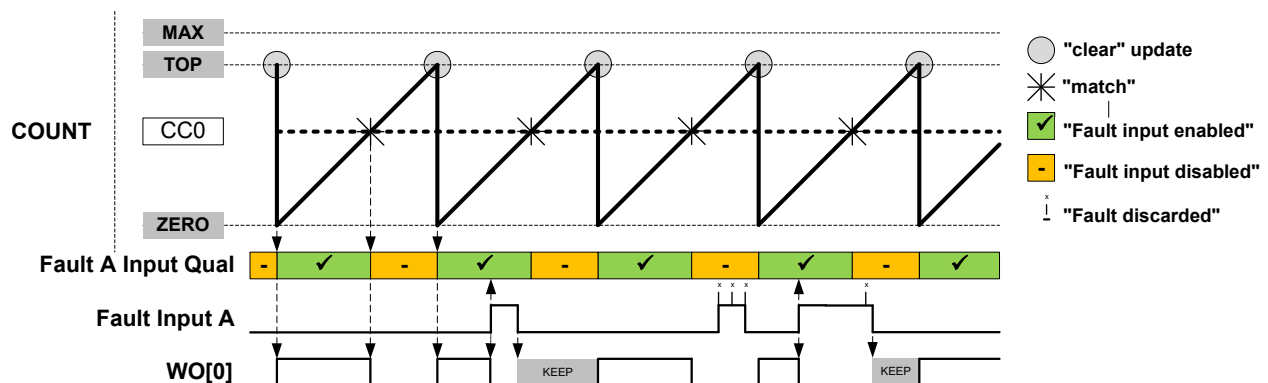 MAX
TOP
COUNT
CC0
ZERO
"clear" update
"match"
"Fault input enabled"
"Fault input disabled"
x
"Fault discarded"
Fault A Input Qual
- ✓ - ✓ - ✓ - ✓ - ✓
x x x x
Fault Input A
WO[0]
KEEP KEEP